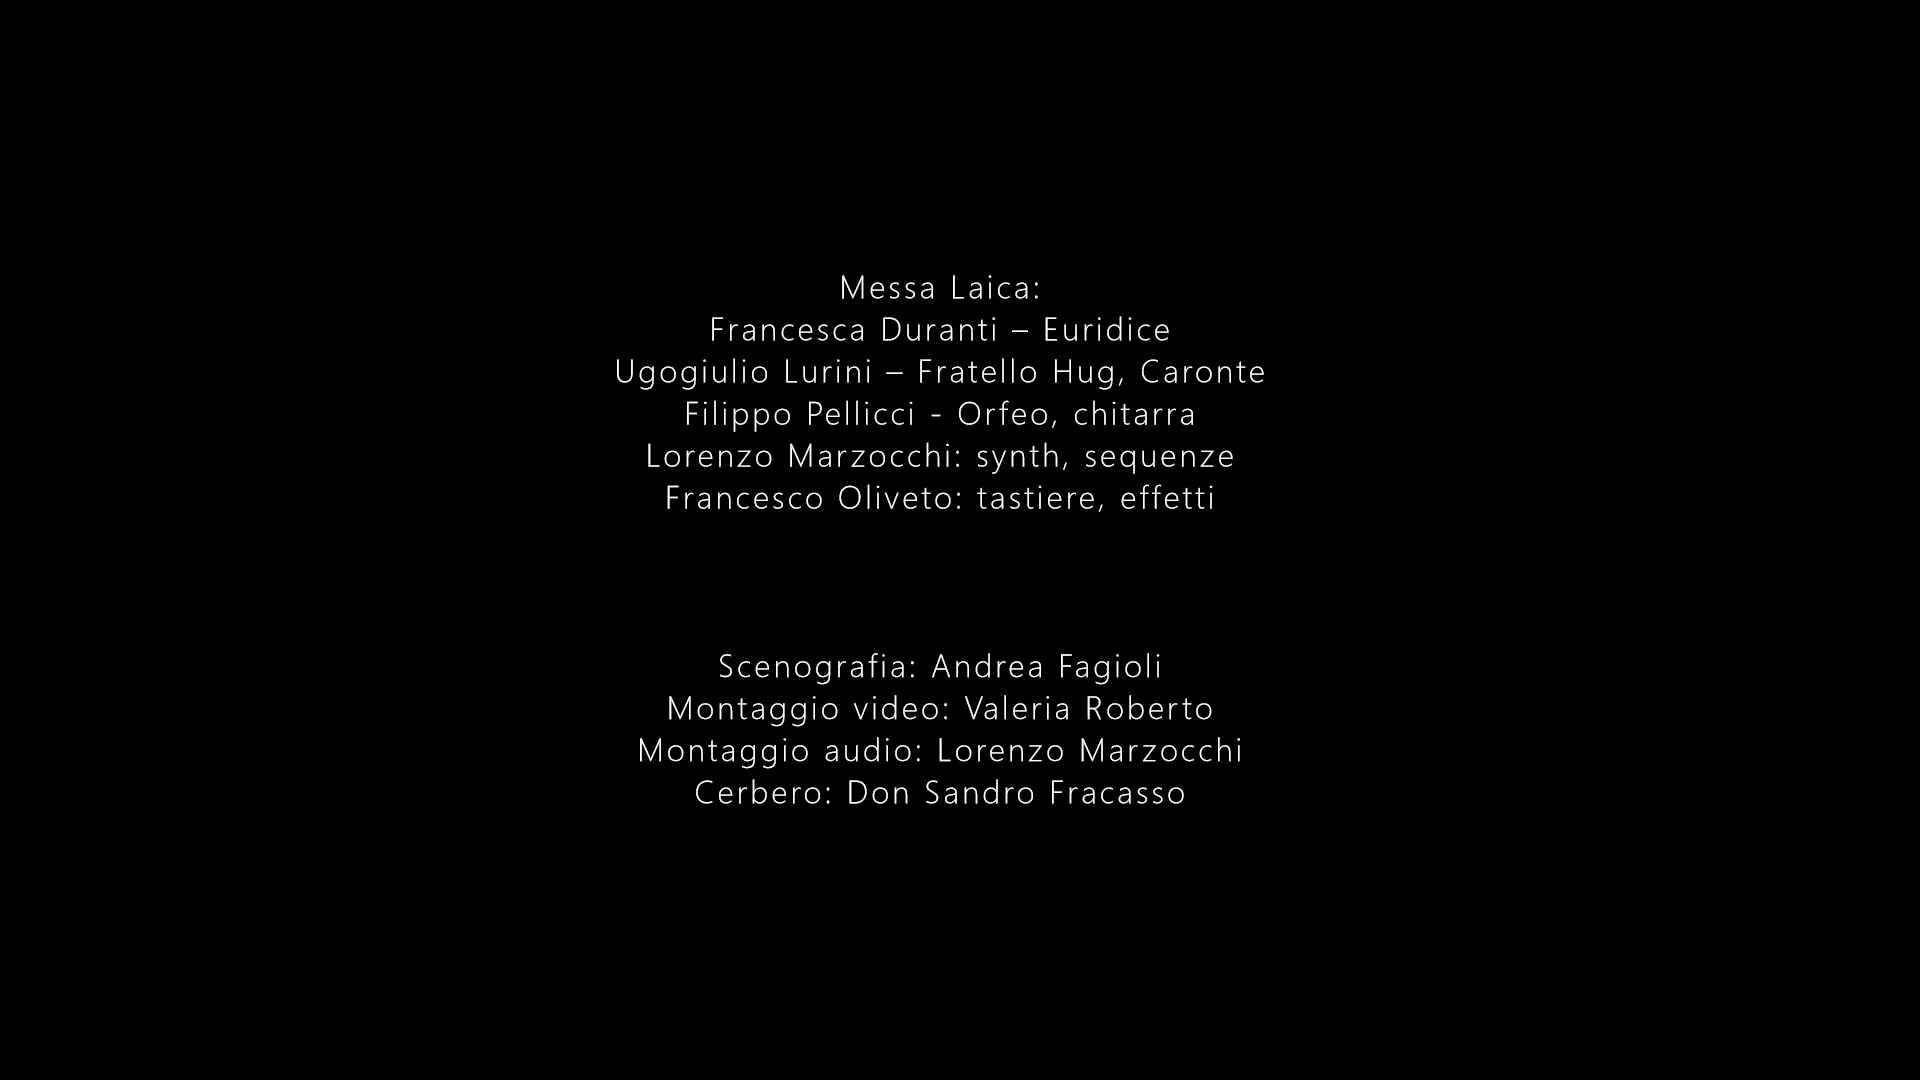 Messa Laica:
Francesca Duranti – Euridice
Ugogiulio Lurini – Fratello Hug, Caronte
Filippo Pellicci - Orfeo, chitarra
Lorenzo Marzocchi: synth, sequenze
Francesco Oliveto: tastiere, effetti
Scenografia: Andrea Fagioli
Montaggio video: Valeria Roberto
Montaggio audio: Lorenzo Marzocchi
Cerbero: Don Sandro Fracasso